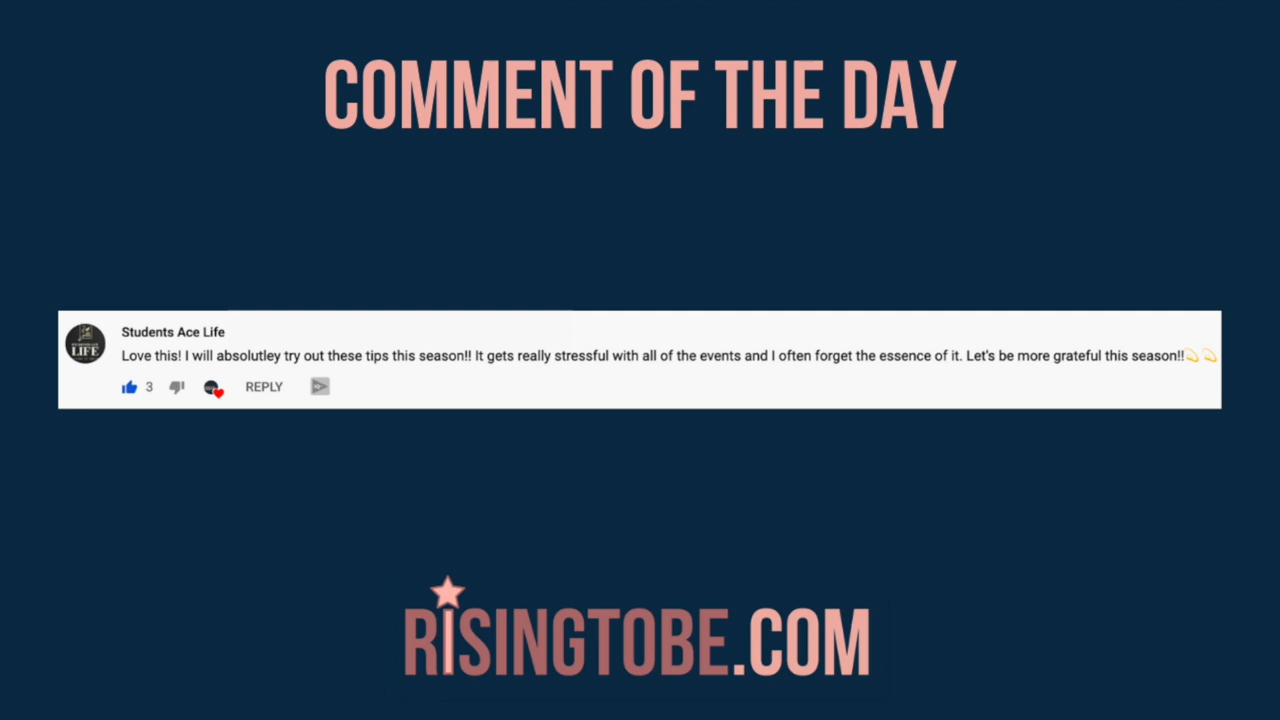 COMMENT OF THE DAY
Students Ace Life
Love this! I will absolutley try out these tips this season!! It gets really stressful with all of the events and I often forget the essence of it. Let's be more grateful this season!!💫💫
3 REPLY
LIFE
RISINGTOBE.COM